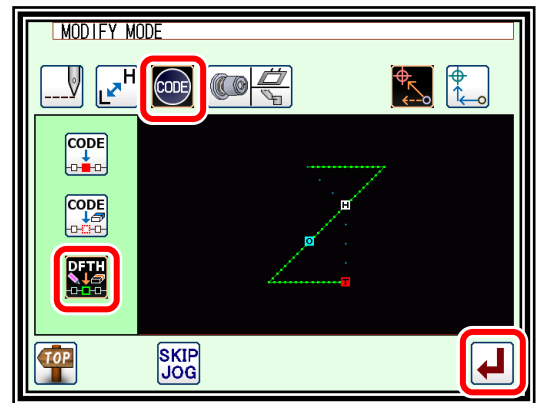 MODIFY MODE
H
L
CODE
CODE
CODE
DFTH
H
O
T
TOP
SKIP
JOG